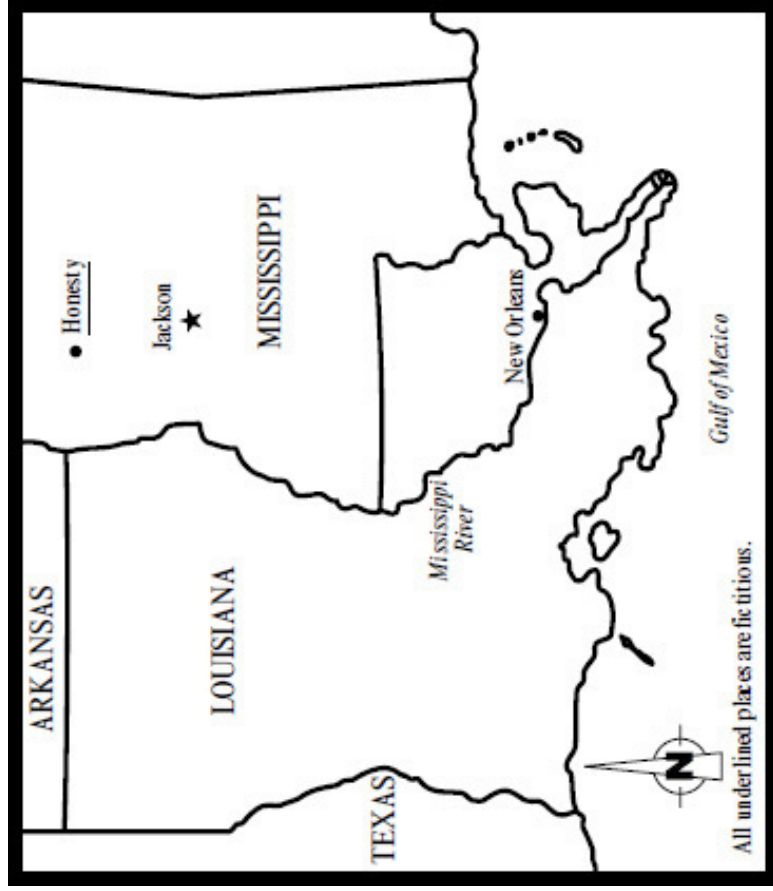 ARKANSAS
Honesty
Jackson
MISSISSIPPI
LOUISIANA
TEXAS
Mississippi
River
New Orleans
Gulf of Mexico
N
All underlined places are fictitious.